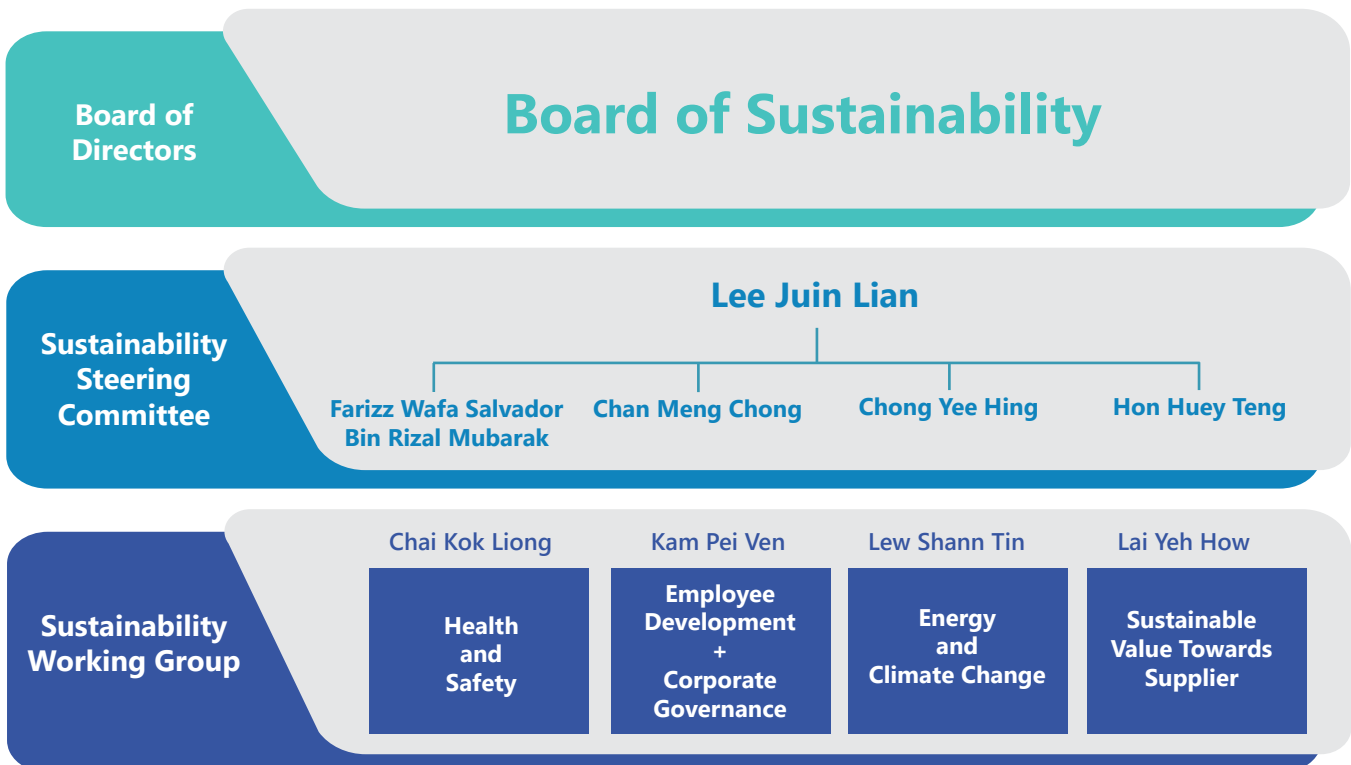 Board of
Directors
Board of Sustainability
Sustainability
Steering
Committee
Lee Juin Lian
Farizz Wafa Salvador
Bin Rizal Mubarak
Chan Meng Chong
Chong Yee Hing
Hon Huey Teng
Sustainability
Working Group
Chai Kok Liong
Health
and
Safety
Kam Pei Ven
Employee
Development
+
Corporate
Governance
Lew Shann Tin
Energy
and
Climate Change
Lai Yeh How
Sustainable
Value Towards
Supplier